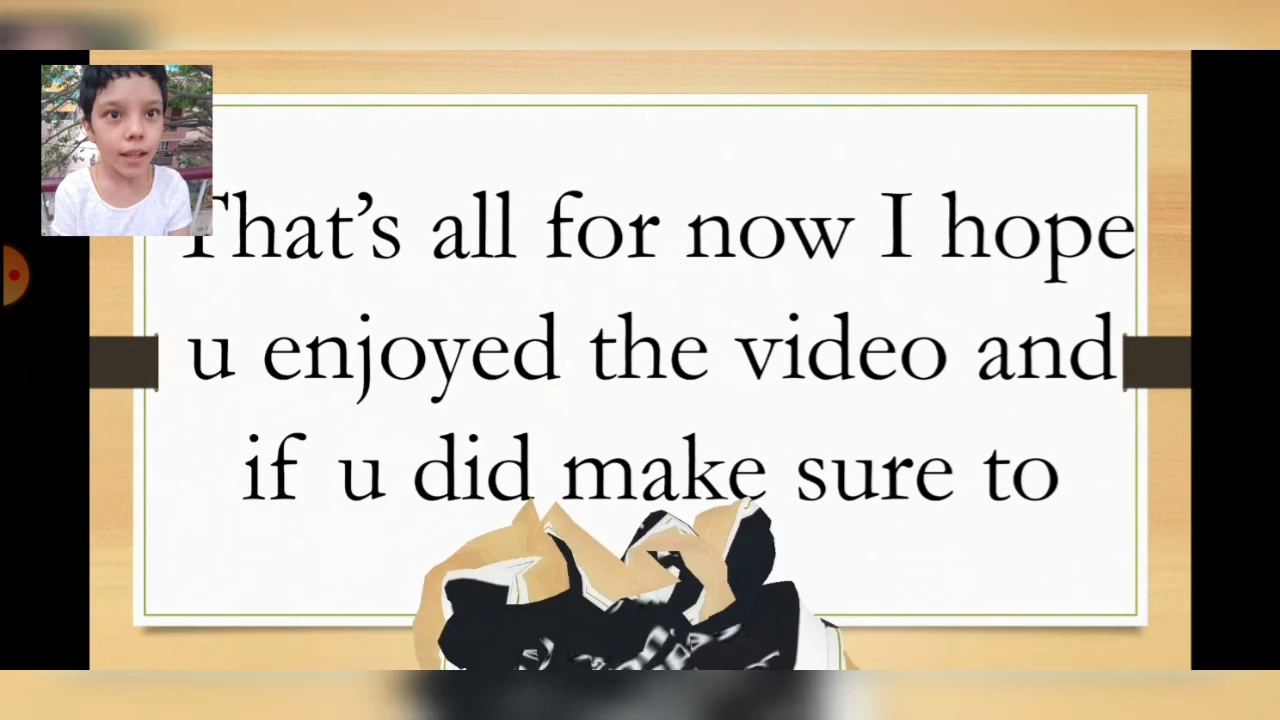 That's all for now I hope
u enjoyed the video and
if u did make sure to